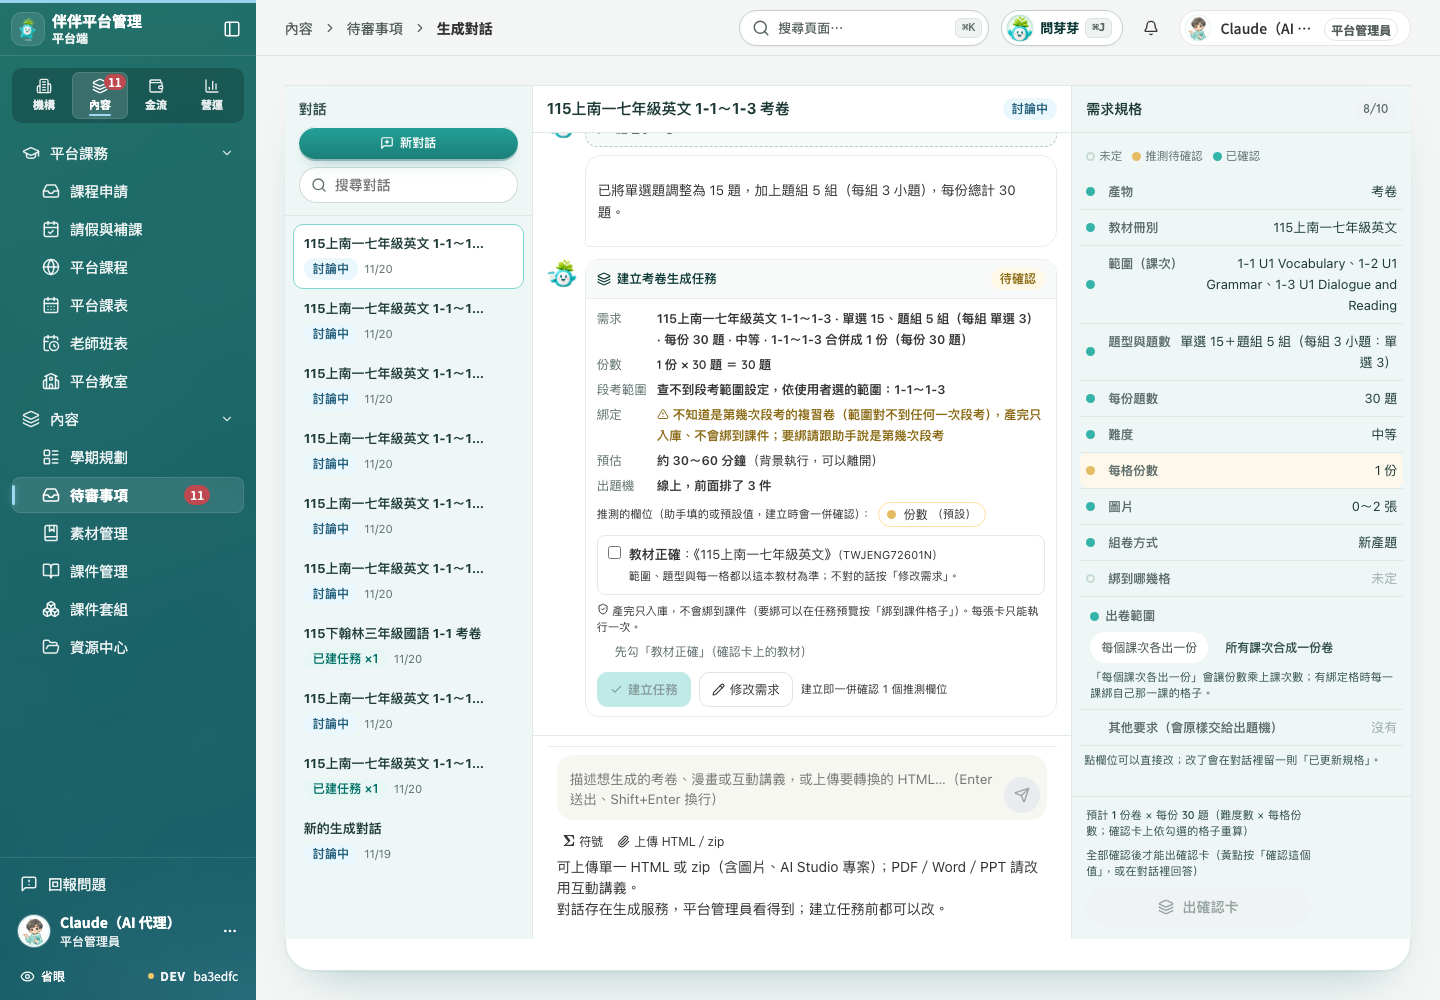 伴伴平台管理
平台端
機構
內容
11
金流
營運
平台課務
課程申請
請假與補課
平台課程
平台課表
老師班表
平台教室
內容
學期規劃
待審事項
11
素材管理
課件管理
課件套組
資源中心
回報問題
Claude（AI 代理）
平台管理員
省眼
DEV ba3edfc
內容
待審事項
生成對話
搜尋頁面…
⌘K
問芽芽
⌘J
Claude（AI …
平台管理員
對話
新對話
搜尋對話
115上南一七年級英文 1-1～1...
討論中
11/20
115上南一七年級英文 1-1～1...
討論中
11/20
115上南一七年級英文 1-1～1...
討論中
11/20
115上南一七年級英文 1-1～1...
討論中
11/20
115上南一七年級英文 1-1～1...
討論中
11/20
115上南一七年級英文 1-1～1...
討論中
11/20
115下翰林三年級國語 1-1 考卷
已建任務 ×1
11/20
115上南一七年級英文 1-1～1...
討論中
11/20
115上南一七年級英文 1-1～1...
已建任務 ×1
11/20
新的生成對話
討論中
11/19
115上南一七年級英文 1-1～1-3 考卷
討論中
已將單選題調整為 15 題，加上題組 5 組（每組 3 小題），每份總計 30
題。
建立考卷生成任務
待確認
需求
115上南一七年級英文 1-1～1-3 · 單選 15、題組 5 組（每組 單選 3）
· 每份 30 題 · 中等 · 1-1～1-3 合併成 1 份（每份 30 題）
份數
1 份 × 30 題 ＝ 30 題
段考範圍
查不到段考範圍設定，依使用者選的範圍：1-1～1-3
綁定
不知道是第幾次段考的複習卷（範圍對不到任何一次段考），產完只
入庫、不會綁到課件；要綁請跟助手說是第幾次段考
預估
約 30～60 分鐘（背景執行，可以離開）
出題機
線上，前面排了 3 件
推測的欄位（助手填的或預設值，建立時會一併確認）：
份數 （預設）
教材正確：《115上南一七年級英文》（TWJENG72601N）
範圍、題型與每一格都以這本教材為準；不對的話按「修改需求」。
產完只入庫，不會綁到課件（要綁可以在任務預覽按「綁到課件格子」）。每張卡只能執
行一次。
先勾「教材正確」（確認卡上的教材）
建立任務
修改需求
建立即一併確認 1 個推測欄位
描述想生成的考卷、漫畫或互動講義，或上傳要轉換的 HTML...（Enter
送出、Shift+Enter 換行）
符號
上傳 HTML / zip
可上傳單一 HTML 或 zip（含圖片、AI Studio 專案）；PDF / Word / PPT 請改
用互動講義。
對話存在生成服務，平台管理員看得到；建立任務前都可以改。
需求規格
8/10
未定
推測待確認
已確認
產物
考卷
教材冊別
115上南一七年級英文
範圍（課次）
1-1 U1 Vocabulary、1-2 U1
Grammar、1-3 U1 Dialogue and
Reading
題型與題數
單選 15＋題組 5 組（每組 3 小題：單
選 3）
每份題數
30 題
難度
中等
每格份數
1 份
圖片
0～2 張
組卷方式
新產題
綁到哪幾格
未定
出卷範圍
每個課次各出一份
所有課次合成一份卷
「每個課次各出一份」會讓份數乘上課次數；有綁定格時每一
課綁自己那一課的格子。
其他要求（會原樣交給出題機）
沒有
點欄位可以直接改；改了會在對話裡留一則「已更新規格」。
預計 1 份卷 × 每份 30 題（難度數 × 每格份
數；確認卡上依勾選的格子重算）
全部確認後才能出確認卡（黃點按「確認這個
值」，或在對話裡回答）
出確認卡